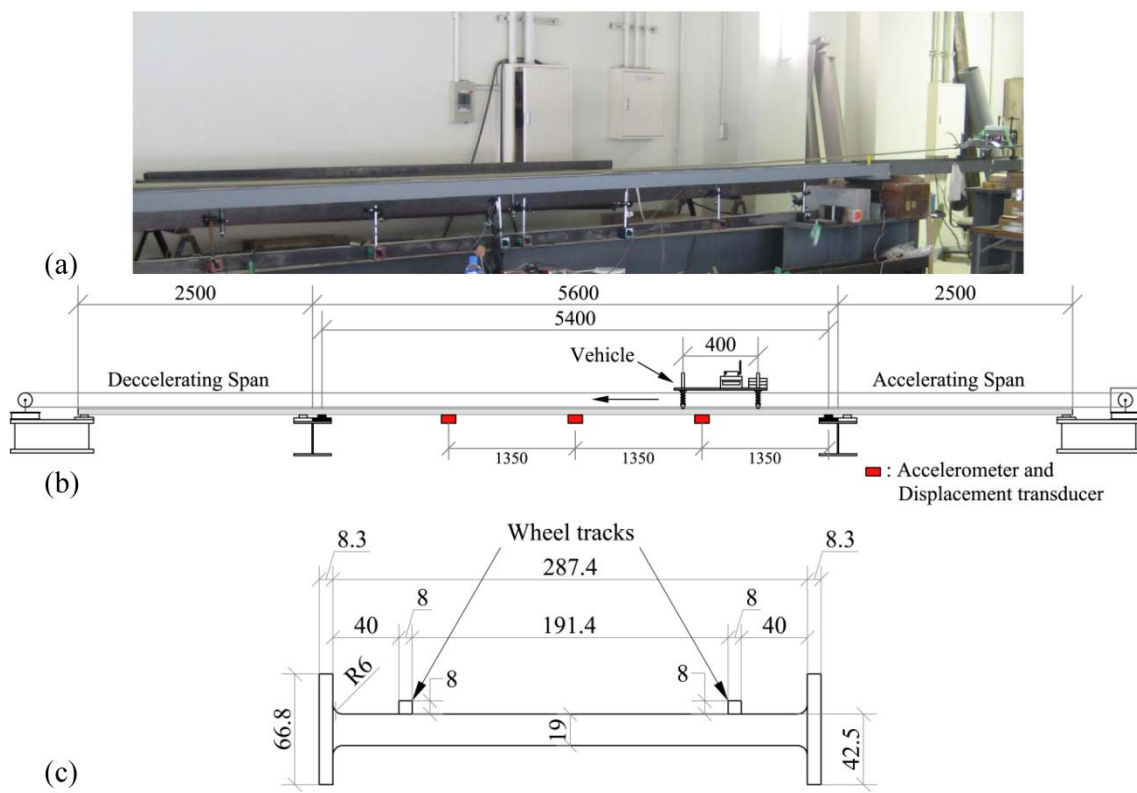 (a)
2500 5600 2500
5400
Vehicle 400
Deccelerating Span Accelerating Span
1350 1350 1350
(b)
: Accelerometer and
Displacement transducer
Wheel tracks
8.3 287.4 8.3
8 8
40 191.4 40
R6
8 8
66.8 19 42.5
(c)